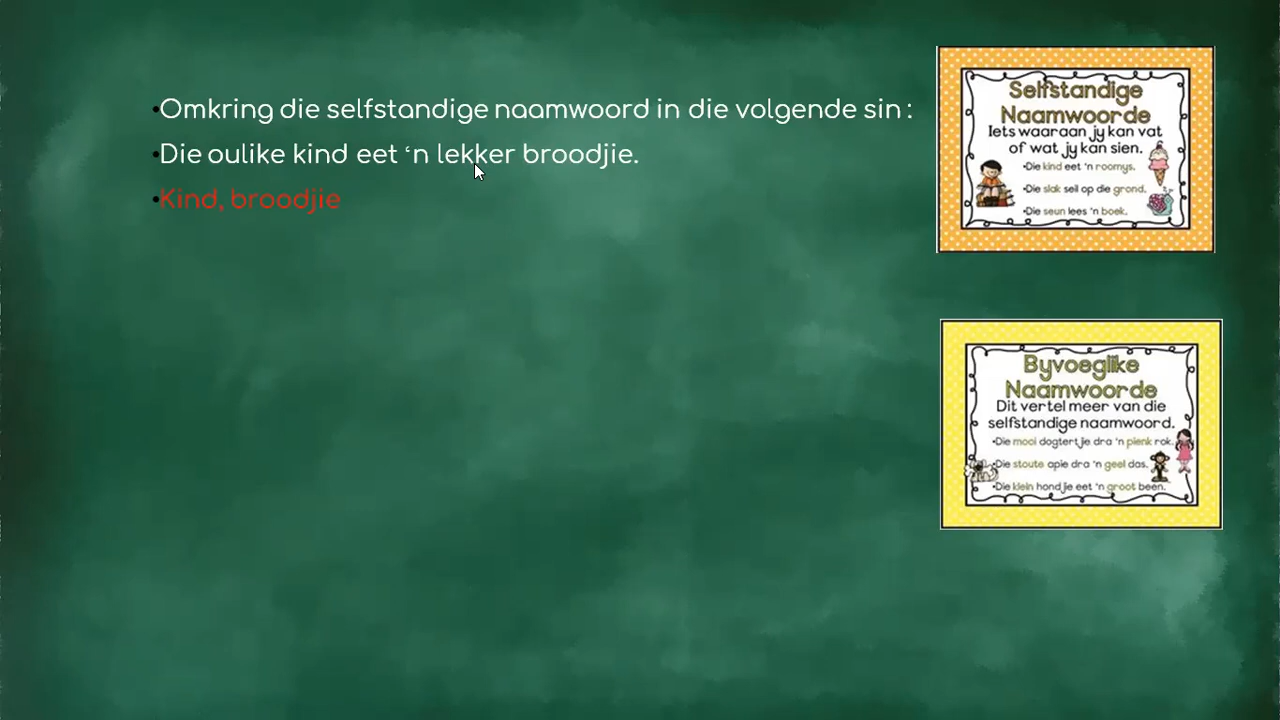 •Omkring die selfstandige naamwoord in die volgende sin :
•Die oulike kind eet ‘n lekker broodjie.
•Kind, broodjie
Selfstandige
Naamwoorde
Iets waaraan jy kan vat
of wat jy kan sien.
•Die kind eet 'n roomys.
•Die slak seil op die grond.
•Die seun lees 'n boek.
Byvoeglike
Naamwoorde
Dit vertel meer van die
selfstandige naamwoord.
•Die mooi dogtertjie dra 'n pienk rok.
•Die stoute apie dra 'n geel das.
•Die klein hondjie eet 'n groot been.